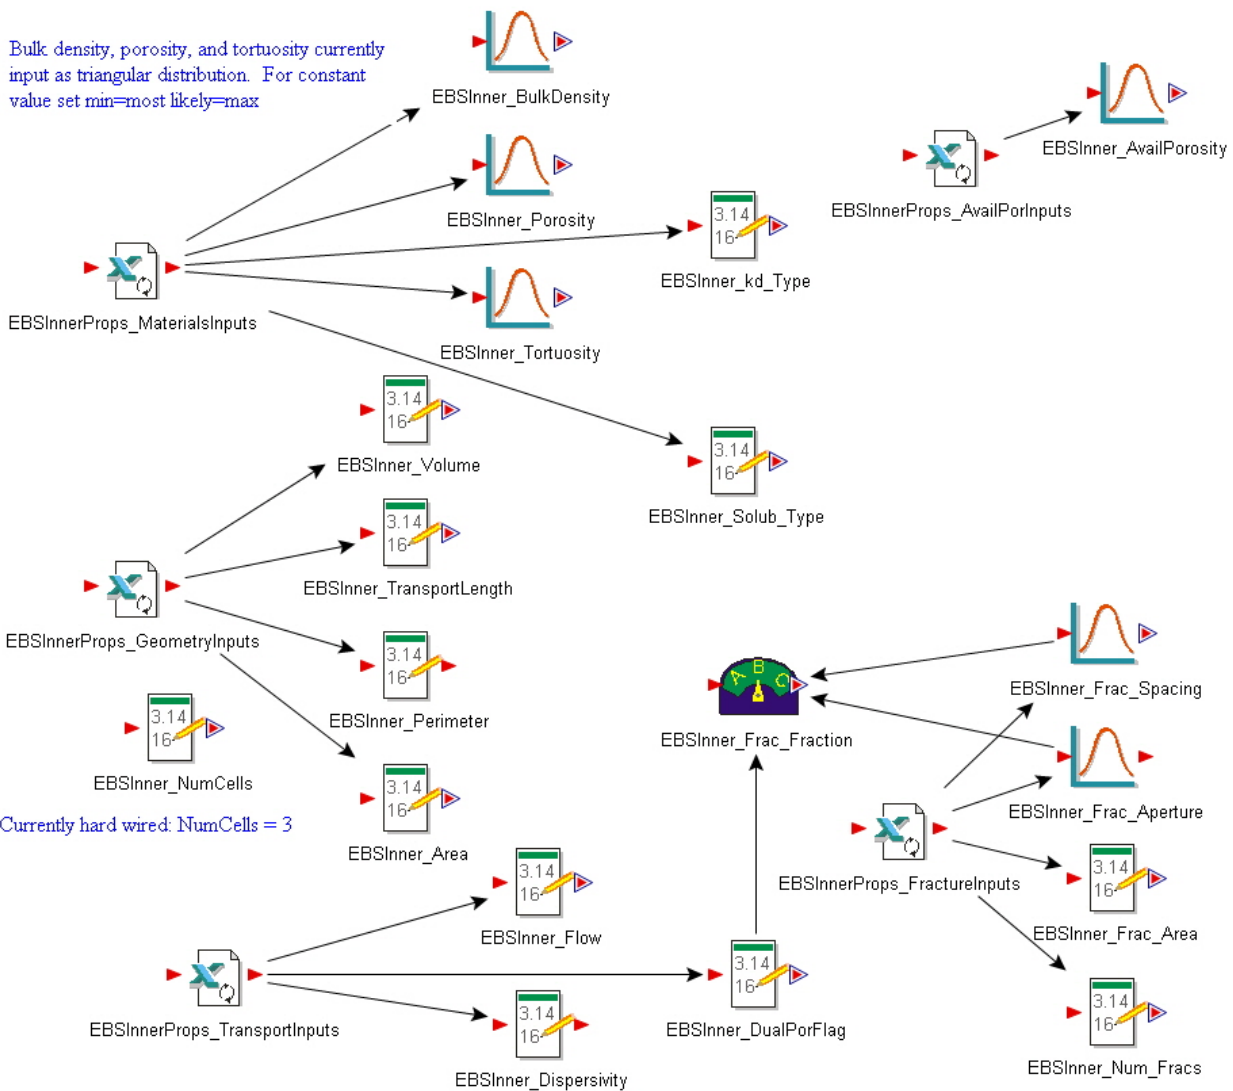 Bulk density, porosity, and tortuosity currently
input as triangular distribution.  For constant
value set min=most likely=max
EBSInner_BulkDensity
EBSInner_AvailPorosity
EBSInnerProps_AvailPorInputs
EBSInner_Porosity
3.14
16-
EBSInner_kd_Type
EBSInnerProps_MaterialsInputs
EBSInner_Tortuosity
3.14
16-
EBSInner_Volume
3.14
16-
EBSInner_Solub_Type
3.14
16-
EBSInner_TransportLength
EBSInnerProps_GeometryInputs
3.14
16-
EBSInner_Perimeter
A B C
EBSInner_Frac_Fraction
EBSInner_Frac_Spacing
3.14
16-
EBSInner_NumCells
3.14
16-
EBSInner_Area
EBSInner_Frac_Aperture
Currently hard wired: NumCells = 3
EBSInnerProps_FractureInputs
3.14
16-
EBSInner_Frac_Area
3.14
16-
EBSInner_Flow
EBSInnerProps_TransportInputs
3.14
16-
EBSInner_DualPorFlag
3.14
16-
EBSInner_Dispersivity
3.14
16-
EBSInner_Num_Fracs